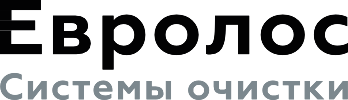 Евролос
Системы очистки